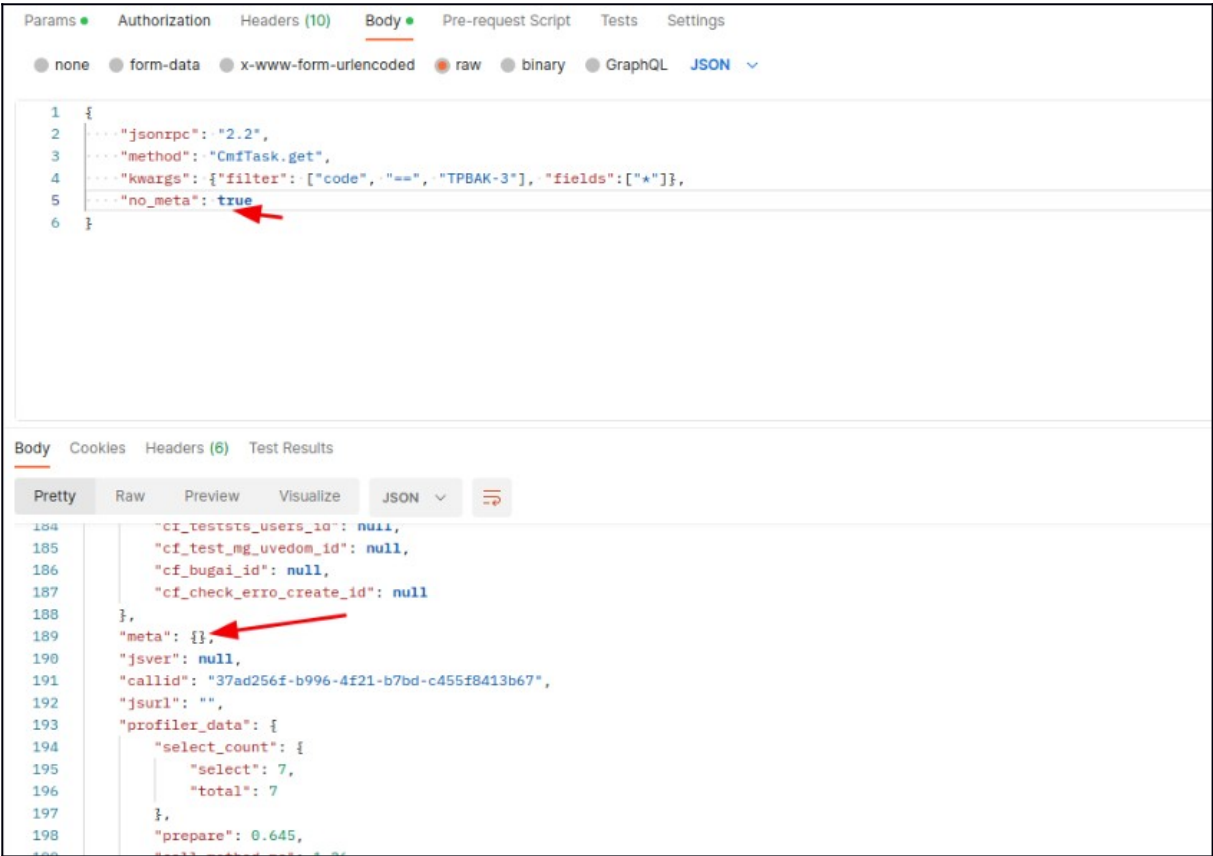 Params Authorization Headers (10) Body Pre-request Script Tests Settings
none form-data x-www-form-urlencoded raw binary GraphQL JSON
1 {
2 "jsonrpc": "2.2",
3 "method": "CmfTask.get",
4 "kwargs": {"filter": ["code", "==", "TPBAK-3"], "fields":["*"]},
5 "no_meta": true
6 }
Body Cookies Headers (6) Test Results
Pretty Raw Preview Visualize JSON
184 "cf_teststs_users_id": null,
185 "cf_test_mg_uvedom_id": null,
186 "cf_bugai_id": null,
187 "cf_check_erro_create_id": null
188 },
189 "meta": {},
190 "jsver": null,
191 "callid": "37ad256f-b996-4f21-b7bd-c455f8413b67",
192 "jsurl": "",
193 "profiler_data": {
194 "select_count": {
195 "select": 7,
196 "total": 7
197 },
198 "prepare": 0.645,